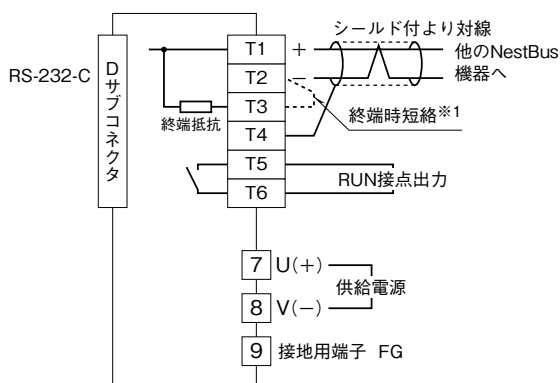 シールド付より対線
T1
+
他のNestBus
機器へ
RS-232-C
Dサブコネクタ
T2
−
T3
終端時短絡※1
終端抵抗
T4
T5
RUN接点出力
T6
7
U(+)
供給電源
8
V(−)
9
接地用端子 FG